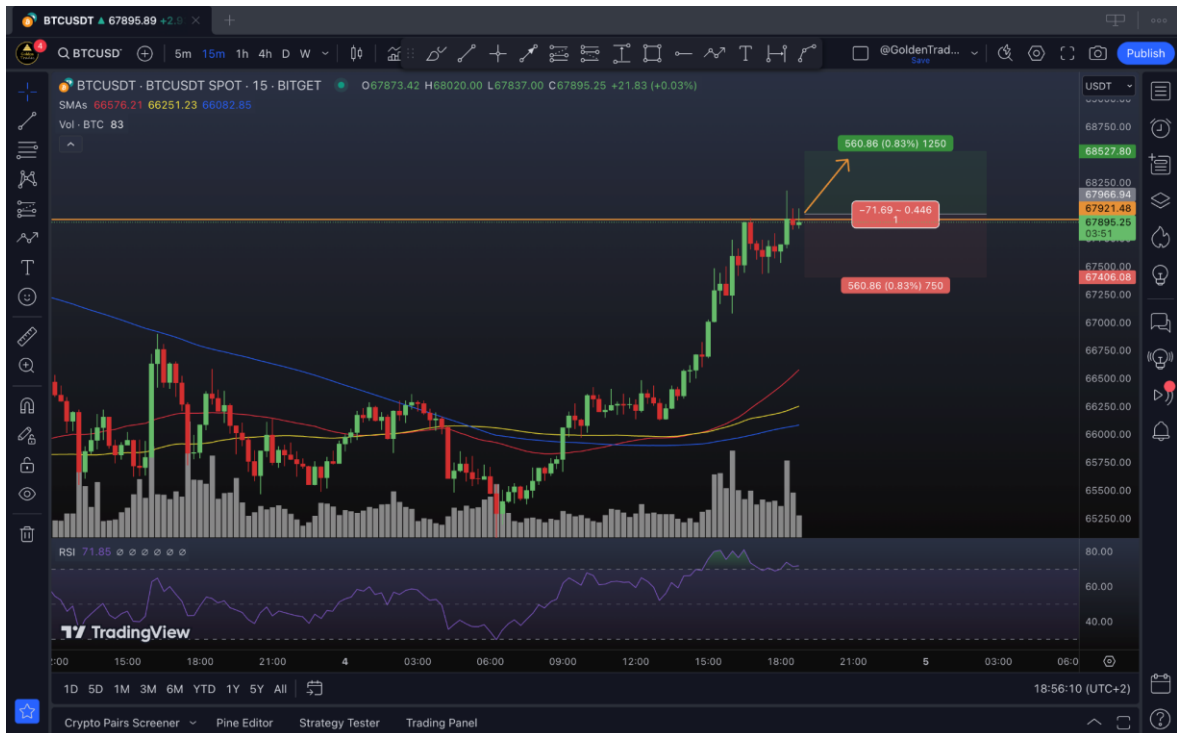 BTCUSDT ▲ 67895.89 +2.9
4 BTCUSD 5m 15m 1h 4h D W @GoldenTrad... Publish
Save
BTCUSDT · BTCUSDT SPOT · 15 · BITGET O67873.42 H68020.00 L67837.00 C67895.25 +21.83 (+0.03%) USDT
SMAs 66576.21 66251.23 66082.85
Vol · BTC 83
68750.00
560.86 (0.83%) 1250
68527.80
68250.00
67966.94
−71.69 ~ 0.446
1
67921.48
67895.25
03:51
67500.00
67406.08
560.86 (0.83%) 750
67250.00
67000.00
66750.00
66500.00
66250.00
66000.00
65750.00
65500.00
65250.00
RSI 71.85 ø ø ø ø ø ø
80.00
60.00
40.00
TradingView
:00 15:00 18:00 21:00 4 03:00 06:00 09:00 12:00 15:00 18:00 21:00 5 03:00 06:0
1D 5D 1M 3M 6M YTD 1Y 5Y All 18:56:10 (UTC+2)
Crypto Pairs Screener Pine Editor Strategy Tester Trading Panel